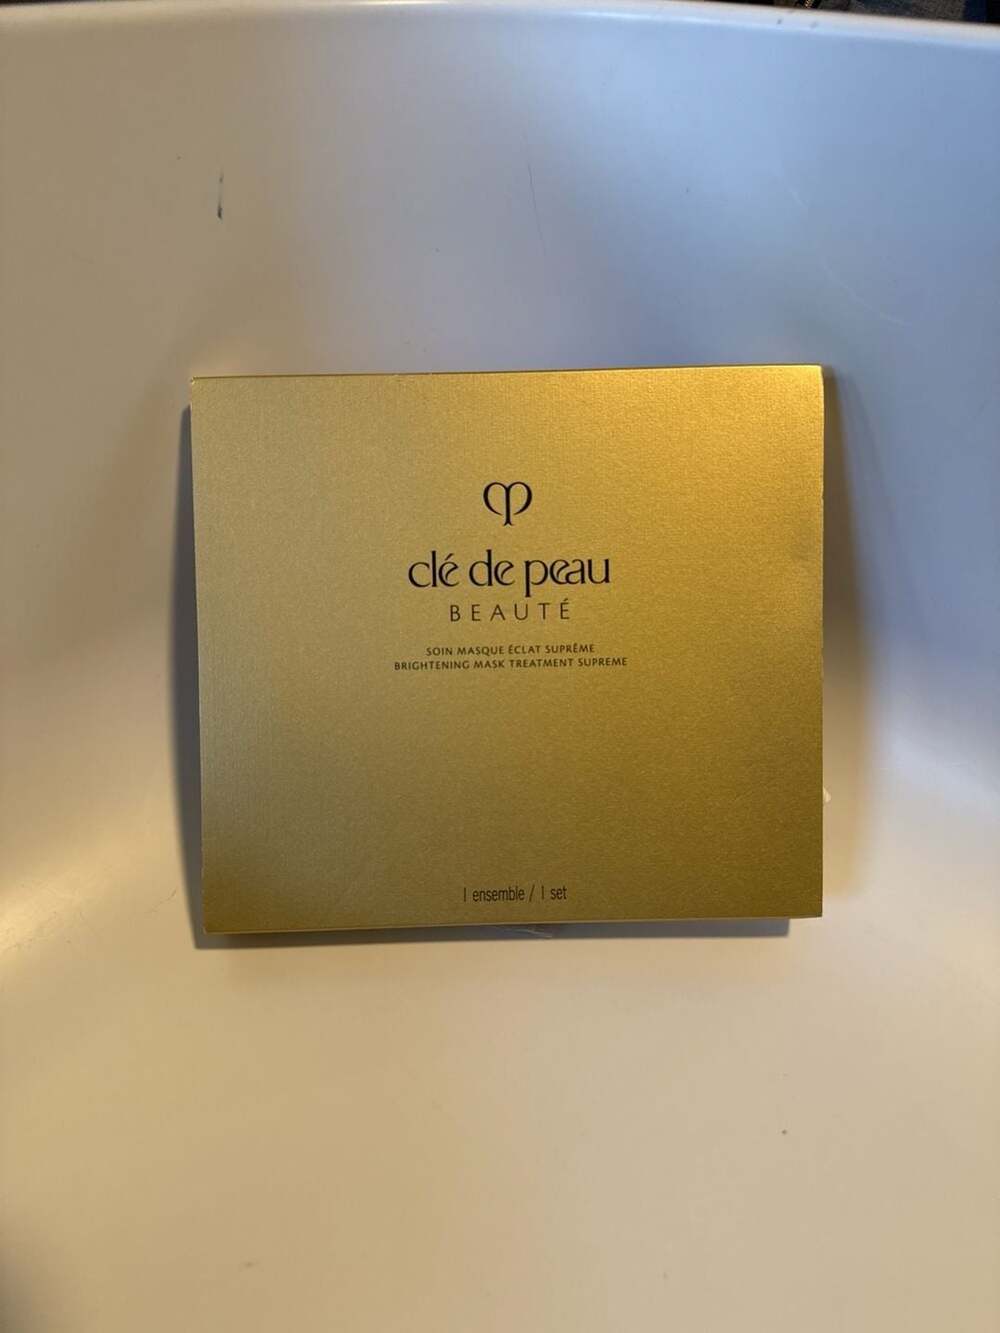 clé de peau
BEAUTÉ
SOIN MASQUE ÉCLAT SUPRÊME
BRIGHTENING MASK TREATMENT SUPREME
1 ensemble / 1 set